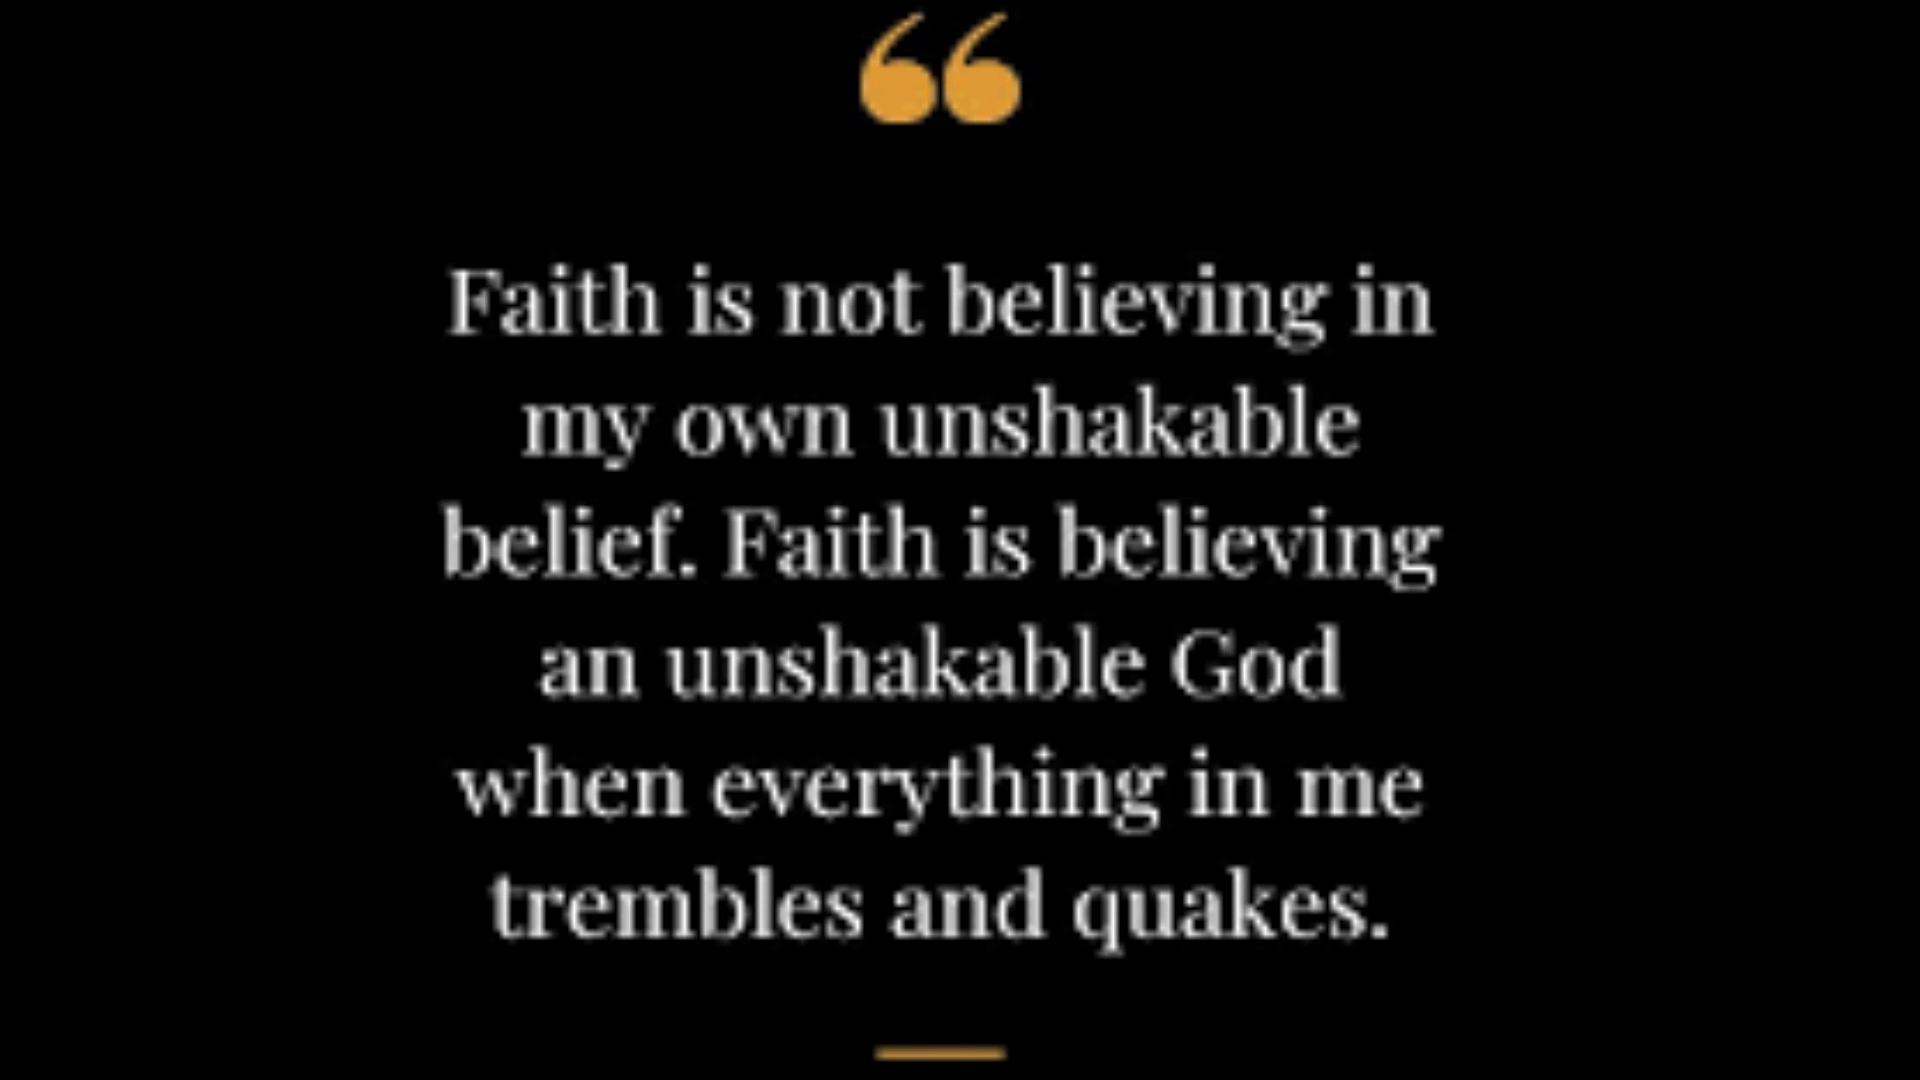 “
Faith is not believing in
my own unshakable
belief. Faith is believing
an unshakable God
when everything in me
trembles and quakes.